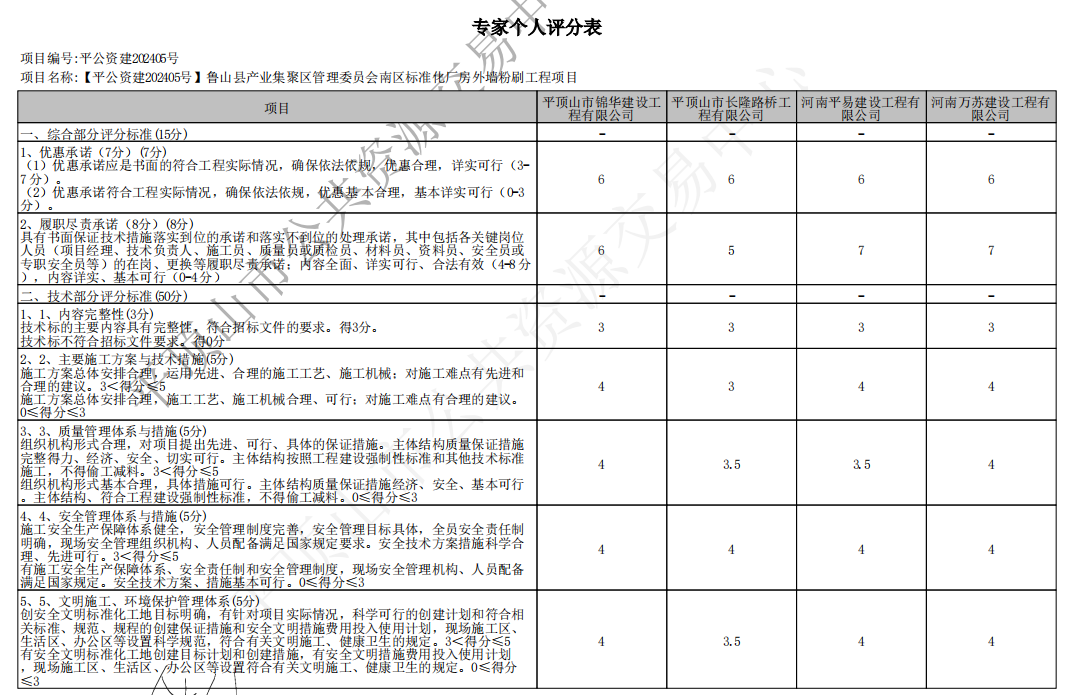 专家个人评分表
项目编号:平公资建202405号
项目名称:【平公资建202405号】鲁山县产业集聚区管理委员会南区标准化厂房外墙粉刷工程项目
项目
平顶山市锦华建设工
程有限公司
平顶山市长隆路桥工
程有限公司
河南平易建设工程有
限公司
河南万苏建设工程有
限公司
一、综合部分评分标准(15分)
－ － － －
1、优惠承诺（7分）(7分)
（1）优惠承诺应是书面的符合工程实际情况，确保依法依规，优惠合理，详实可行（3-
7分）。
（2）优惠承诺符合工程实际情况，确保依法依规，优惠基本合理，基本详实可行（0-3
分）。
6 6 6 6
2、履职尽责承诺（8分）(8分)
具有书面保证技术措施落实到位的承诺和落实不到位的处理承诺，其中包括各关键岗位
人员（项目经理、技术负责人、施工员、质量员或质检员、材料员、资料员、安全员或
专职安全员等）的在岗、更换等履职尽责承诺；内容全面、详实可行、合法有效（4-8分
），内容详实、基本可行（0-4分）
6 5 7 7
二、技术部分评分标准(50分)
－ － － －
1、1、内容完整性(3分)
技术标的主要内容具有完整性，符合招标文件的要求。得3分。
技术标不符合招标文件要求。得0分
3 3 3 3
2、2、主要施工方案与技术措施(5分)
施工方案总体安排合理，运用先进、合理的施工工艺、施工机械；对施工难点有先进和
合理的建议。3＜得分≤5
施工方案总体安排合理，施工工艺、施工机械合理、可行；对施工难点有合理的建议。
0≤得分≤3
4 3 4 4
3、3、质量管理体系与措施(5分)
组织机构形式合理，对项目提出先进、可行、具体的保证措施。主体结构质量保证措施
完整得力、经济、安全、切实可行。主体结构按照工程建设强制性标准和其他技术标准
施工，不得偷工减料。3＜得分≤5
组织机构形式基本合理，具体措施可行。主体结构质量保证措施经济、安全、基本可行
。主体结构、符合工程建设强制性标准，不得偷工减料。0≤得分≤3
4 3.5 3.5 4
4、4、安全管理体系与措施(5分)
施工安全生产保障体系健全，安全管理制度完善，安全管理目标具体，全员安全责任制
明确，现场安全管理组织机构、人员配备满足国家规定要求。安全技术方案措施科学合
理、先进可行。3＜得分≤5
有施工安全生产保障体系、安全责任制和安全管理制度，现场安全管理机构、人员配备
满足国家规定。安全技术方案、措施基本可行。0≤得分≤3
4 4 4 4
5、5、文明施工、环境保护管理体系(5分)
创安全文明标准化工地目标明确，有针对项目实际情况，科学可行的创建计划和符合相
关标准、规范、规程的创建保证措施和安全文明措施费用投入使用计划，现场施工区、
生活区、办公区等设置科学规范，符合有关文明施工、健康卫生的规定。3＜得分≤5
有安全文明标准化工地创建目标计划和创建措施，有安全文明措施费用投入使用计划
，现场施工区、生活区、办公区等设置符合有关文明施工、健康卫生的规定。0≤得分
≤3
4 3.5 4 4
平顶山市公共资源交易中
平顶山市公共资源交易中心